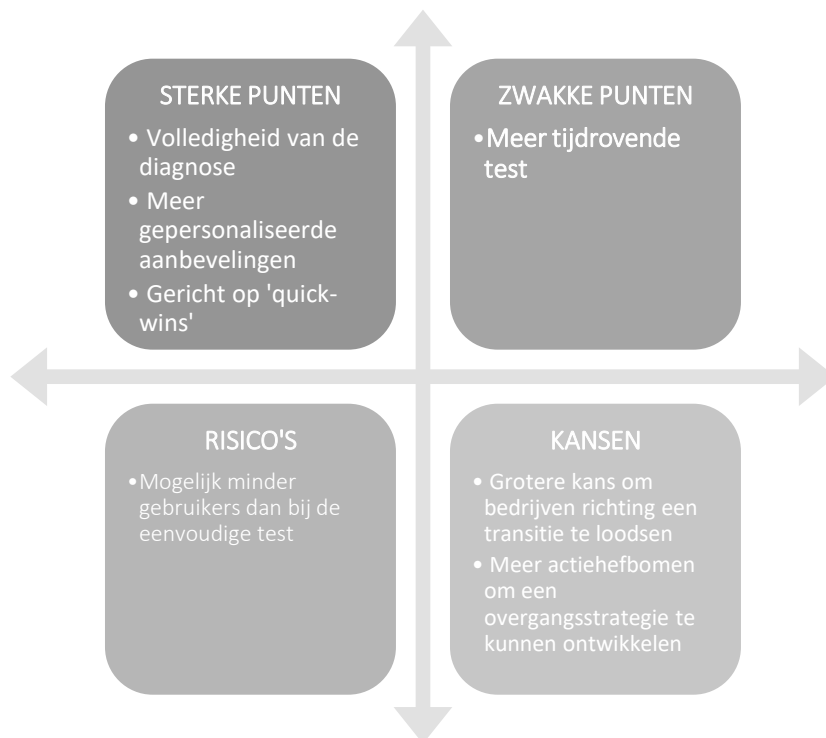 STERKE PUNTEN
• Volledigheid van de
diagnose
• Meer
gepersonaliseerde
aanbevelingen
• Gericht op 'quick-
wins'
ZWAKKE PUNTEN
•Meer tijdrovende
test
RISICO'S
•Mogelijk minder
gebruikers dan bij de
eenvoudige test
KANSEN
• Grotere kans om
bedrijven richting een
transitie te loodsen
• Meer actiehefbomen
om een
overgangsstrategie te
kunnen ontwikkelen